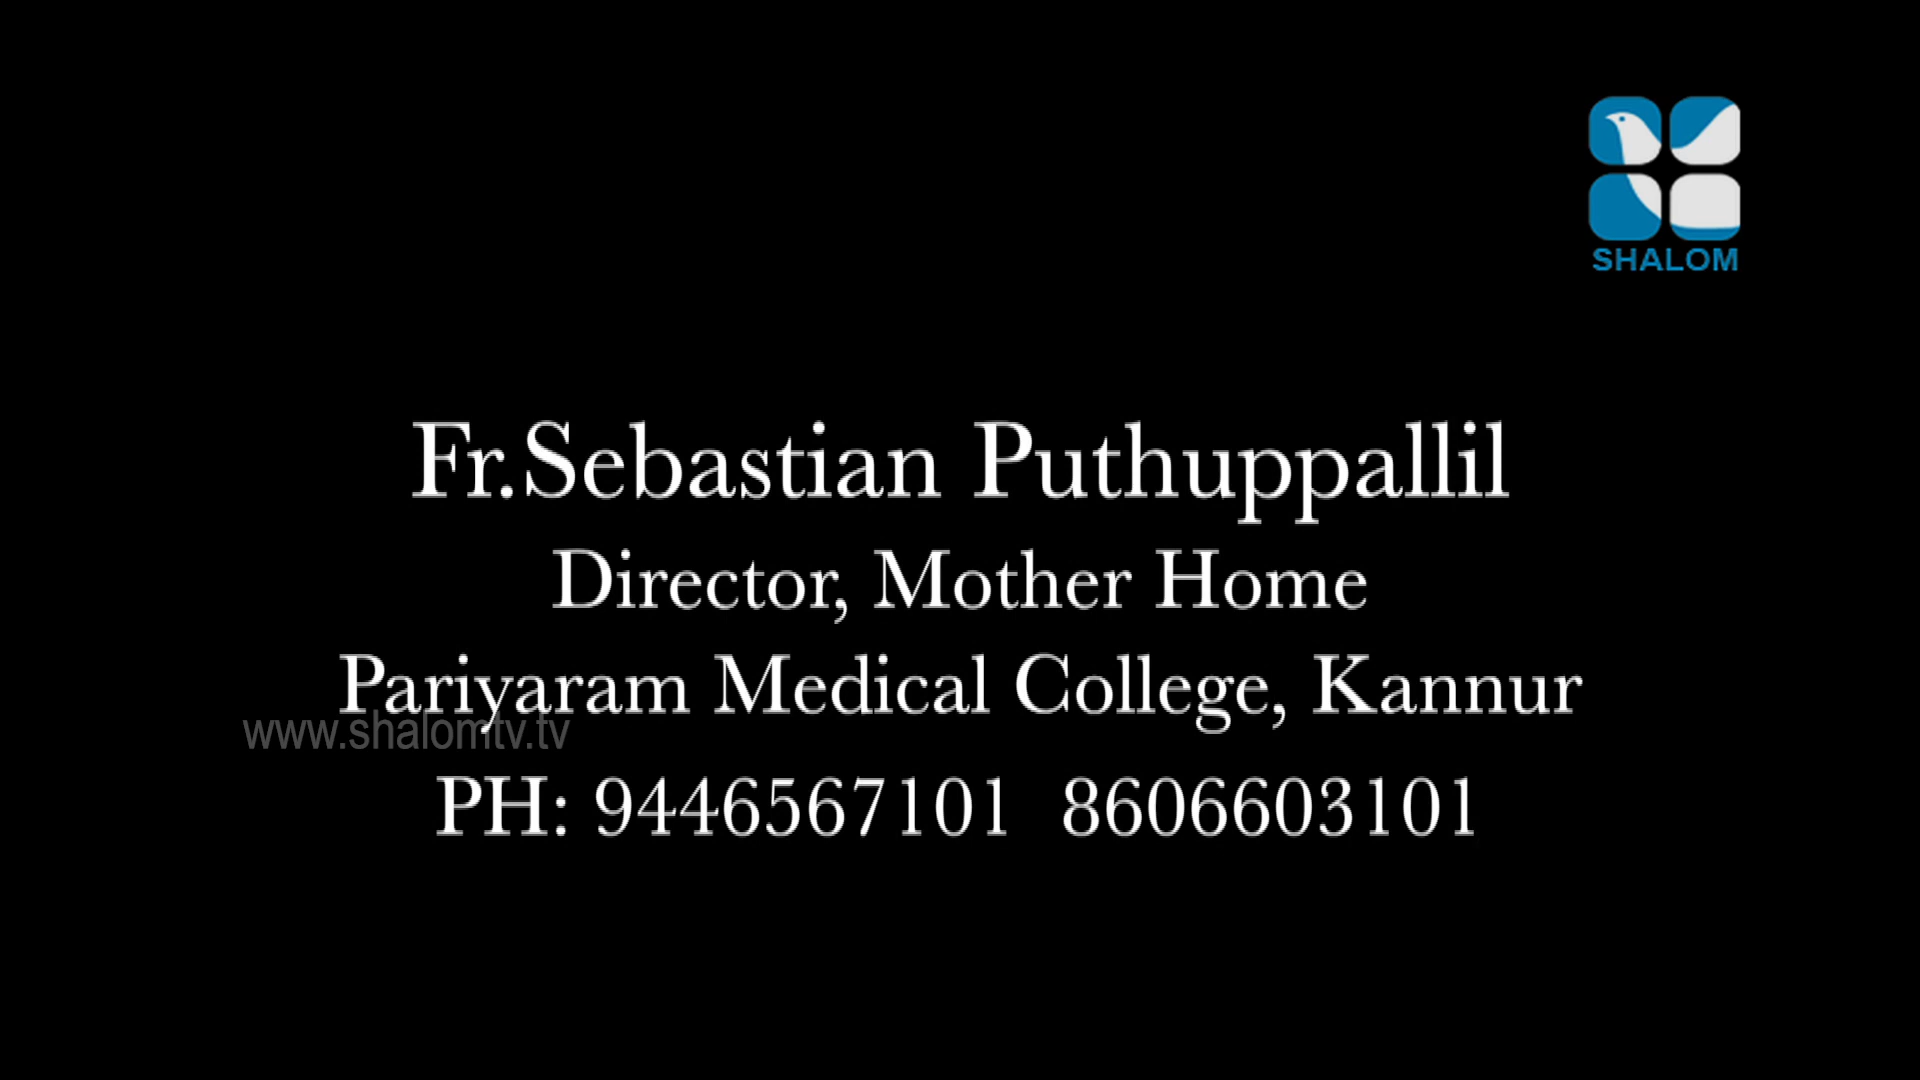 SHALOM
Fr.Sebastian Puthuppallil
Director, Mother Home
Pariyaram Medical College, Kannur
www.shalomtv.tv
PH: 9446567101 8606603101